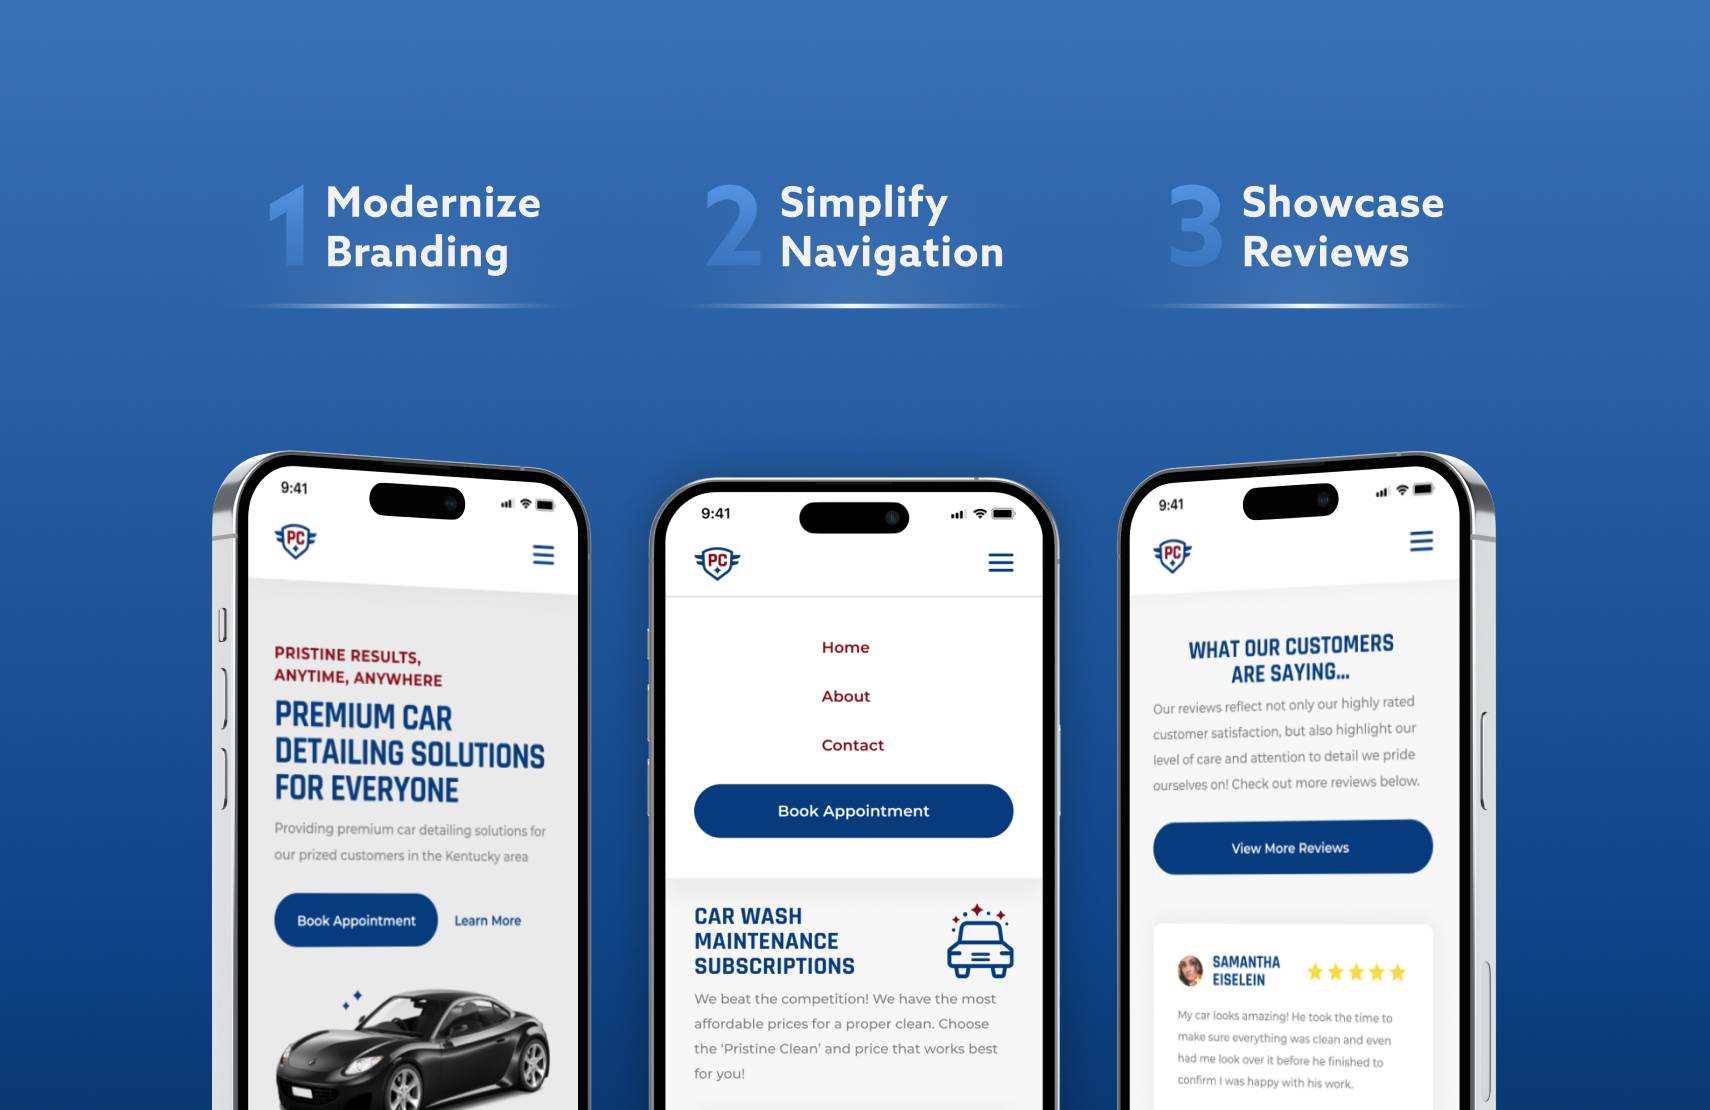 1 Modernize
Branding
2 Simplify
Navigation
3 Showcase
Reviews
9:41
PC
PRISTINE RESULTS,
ANYTIME, ANYWHERE
PREMIUM CAR
DETAILING SOLUTIONS
FOR EVERYONE
Providing premium car detailing solutions for
our prized customers in the Kentucky area
Book Appointment
Learn More
9:41
PC
Home
About
Contact
Book Appointment
CAR WASH
MAINTENANCE
SUBSCRIPTIONS
We beat the competition! We have the most
affordable prices for a proper clean. Choose
the ‘Pristine Clean’ and price that works best
for you!
9:41
PC
WHAT OUR CUSTOMERS
ARE SAYING...
Our reviews reflect not only our highly rated
customer satisfaction, but also highlight our
level of care and attention to detail we pride
ourselves on! Check out more reviews below.
View More Reviews
SAMANTHA
EISELEIN
My car looks amazing! He took the time to
make sure everything was clean and even
had me look over it before he finished to
confirm I was happy with his work.